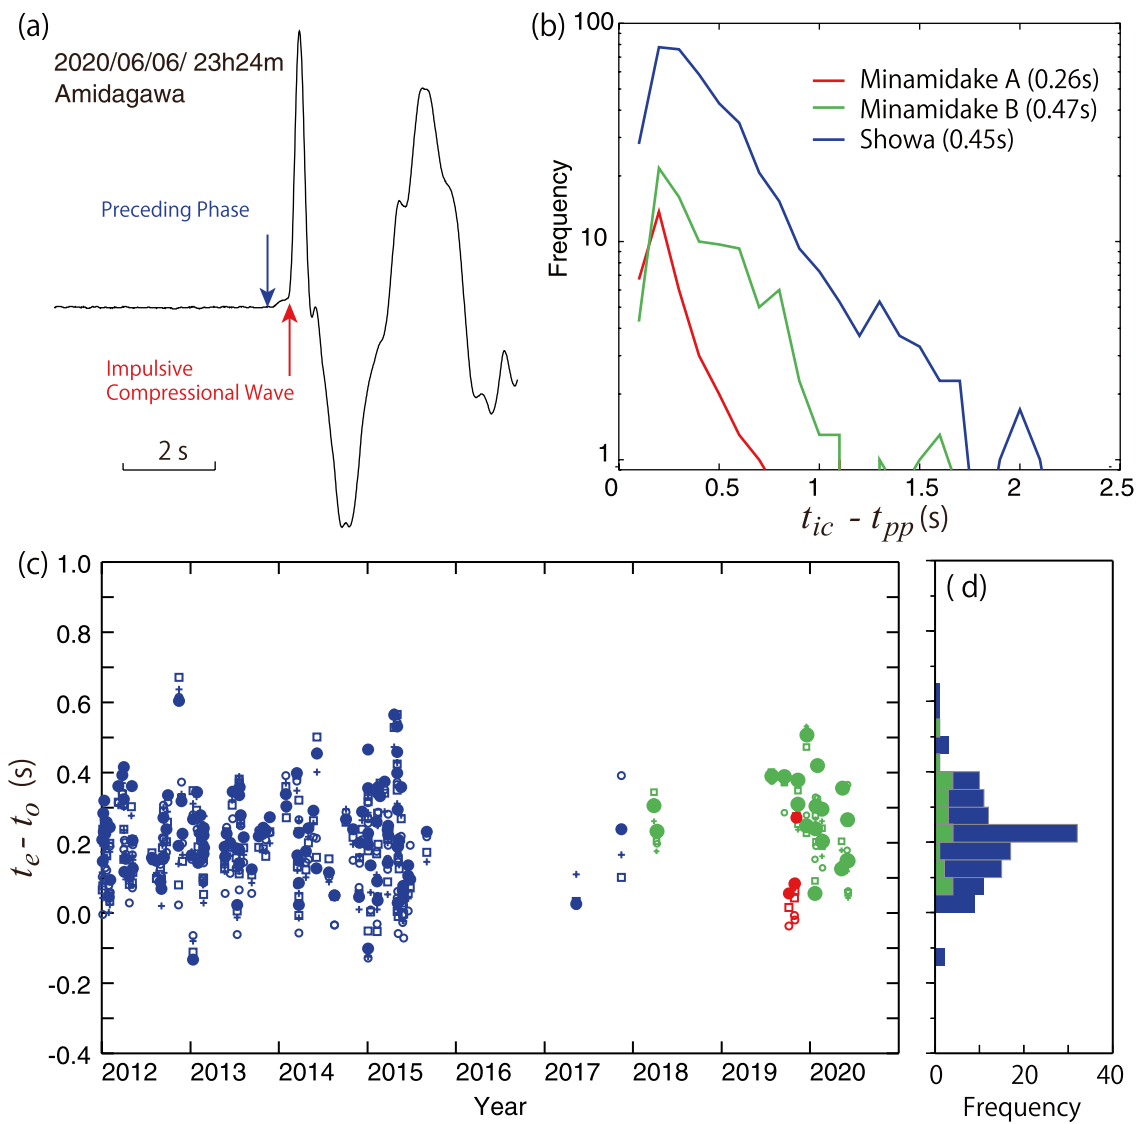 (a)
2020/06/06/ 23h24m
Amidagawa
Preceding Phase
Impulsive
Compressional Wave
2 s
(b)
100
10
1
Frequency
Minamidake A (0.26s)
Minamidake B (0.47s)
Showa (0.45s)
0 0.5 1 1.5 2 2.5
t_ic - t_pp (s)
(c)
1.0
0.8
0.6
0.4
0.2
0.0
-0.2
-0.4
t_e - t_o (s)
2012 2013 2014 2015 2016 2017 2018 2019 2020
Year
( d)
0 20 40
Frequency